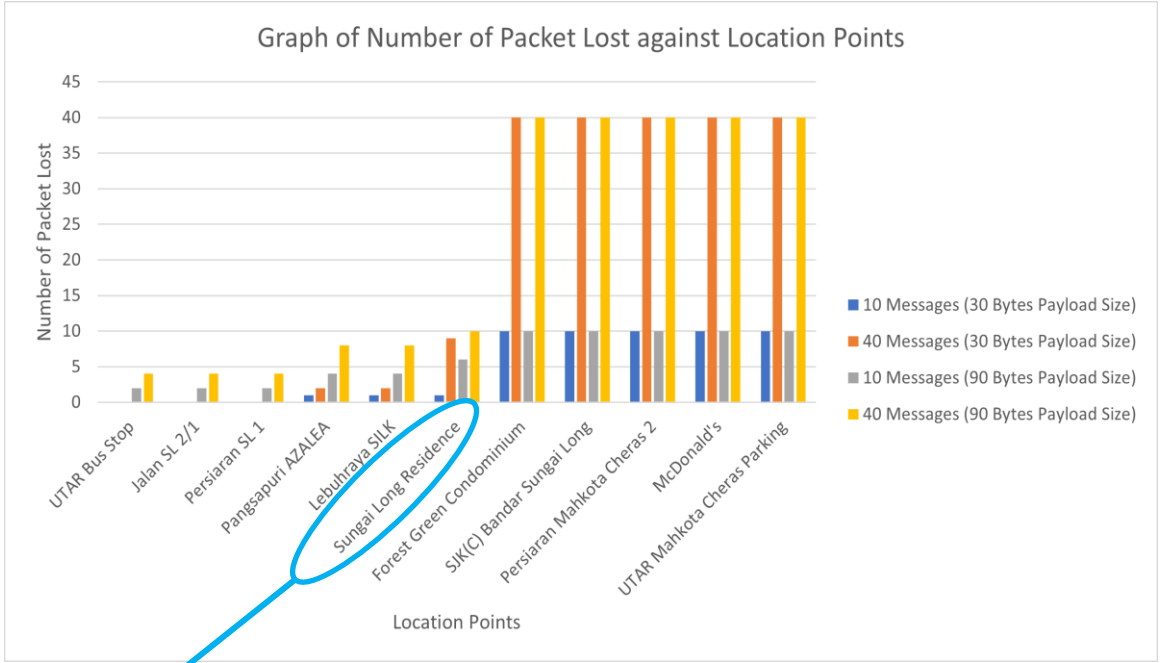 Graph of Number of Packet Lost against Location Points
Number of Packet Lost
45
40
35
30
25
20
15
10
5
0
UTAR Bus Stop
Jalan SL 2/1
Persiaran SL 1
Pangsapuri AZALEA
Lebuhraya SILK
Sungai Long Residence
Forest Green Condominium
SJK(C) Bandar Sungai Long
Persiaran Mahkota Cheras 2
McDonald's
UTAR Mahkota Cheras Parking
Location Points
10 Messages (30 Bytes Payload Size)
40 Messages (30 Bytes Payload Size)
10 Messages (90 Bytes Payload Size)
40 Messages (90 Bytes Payload Size)